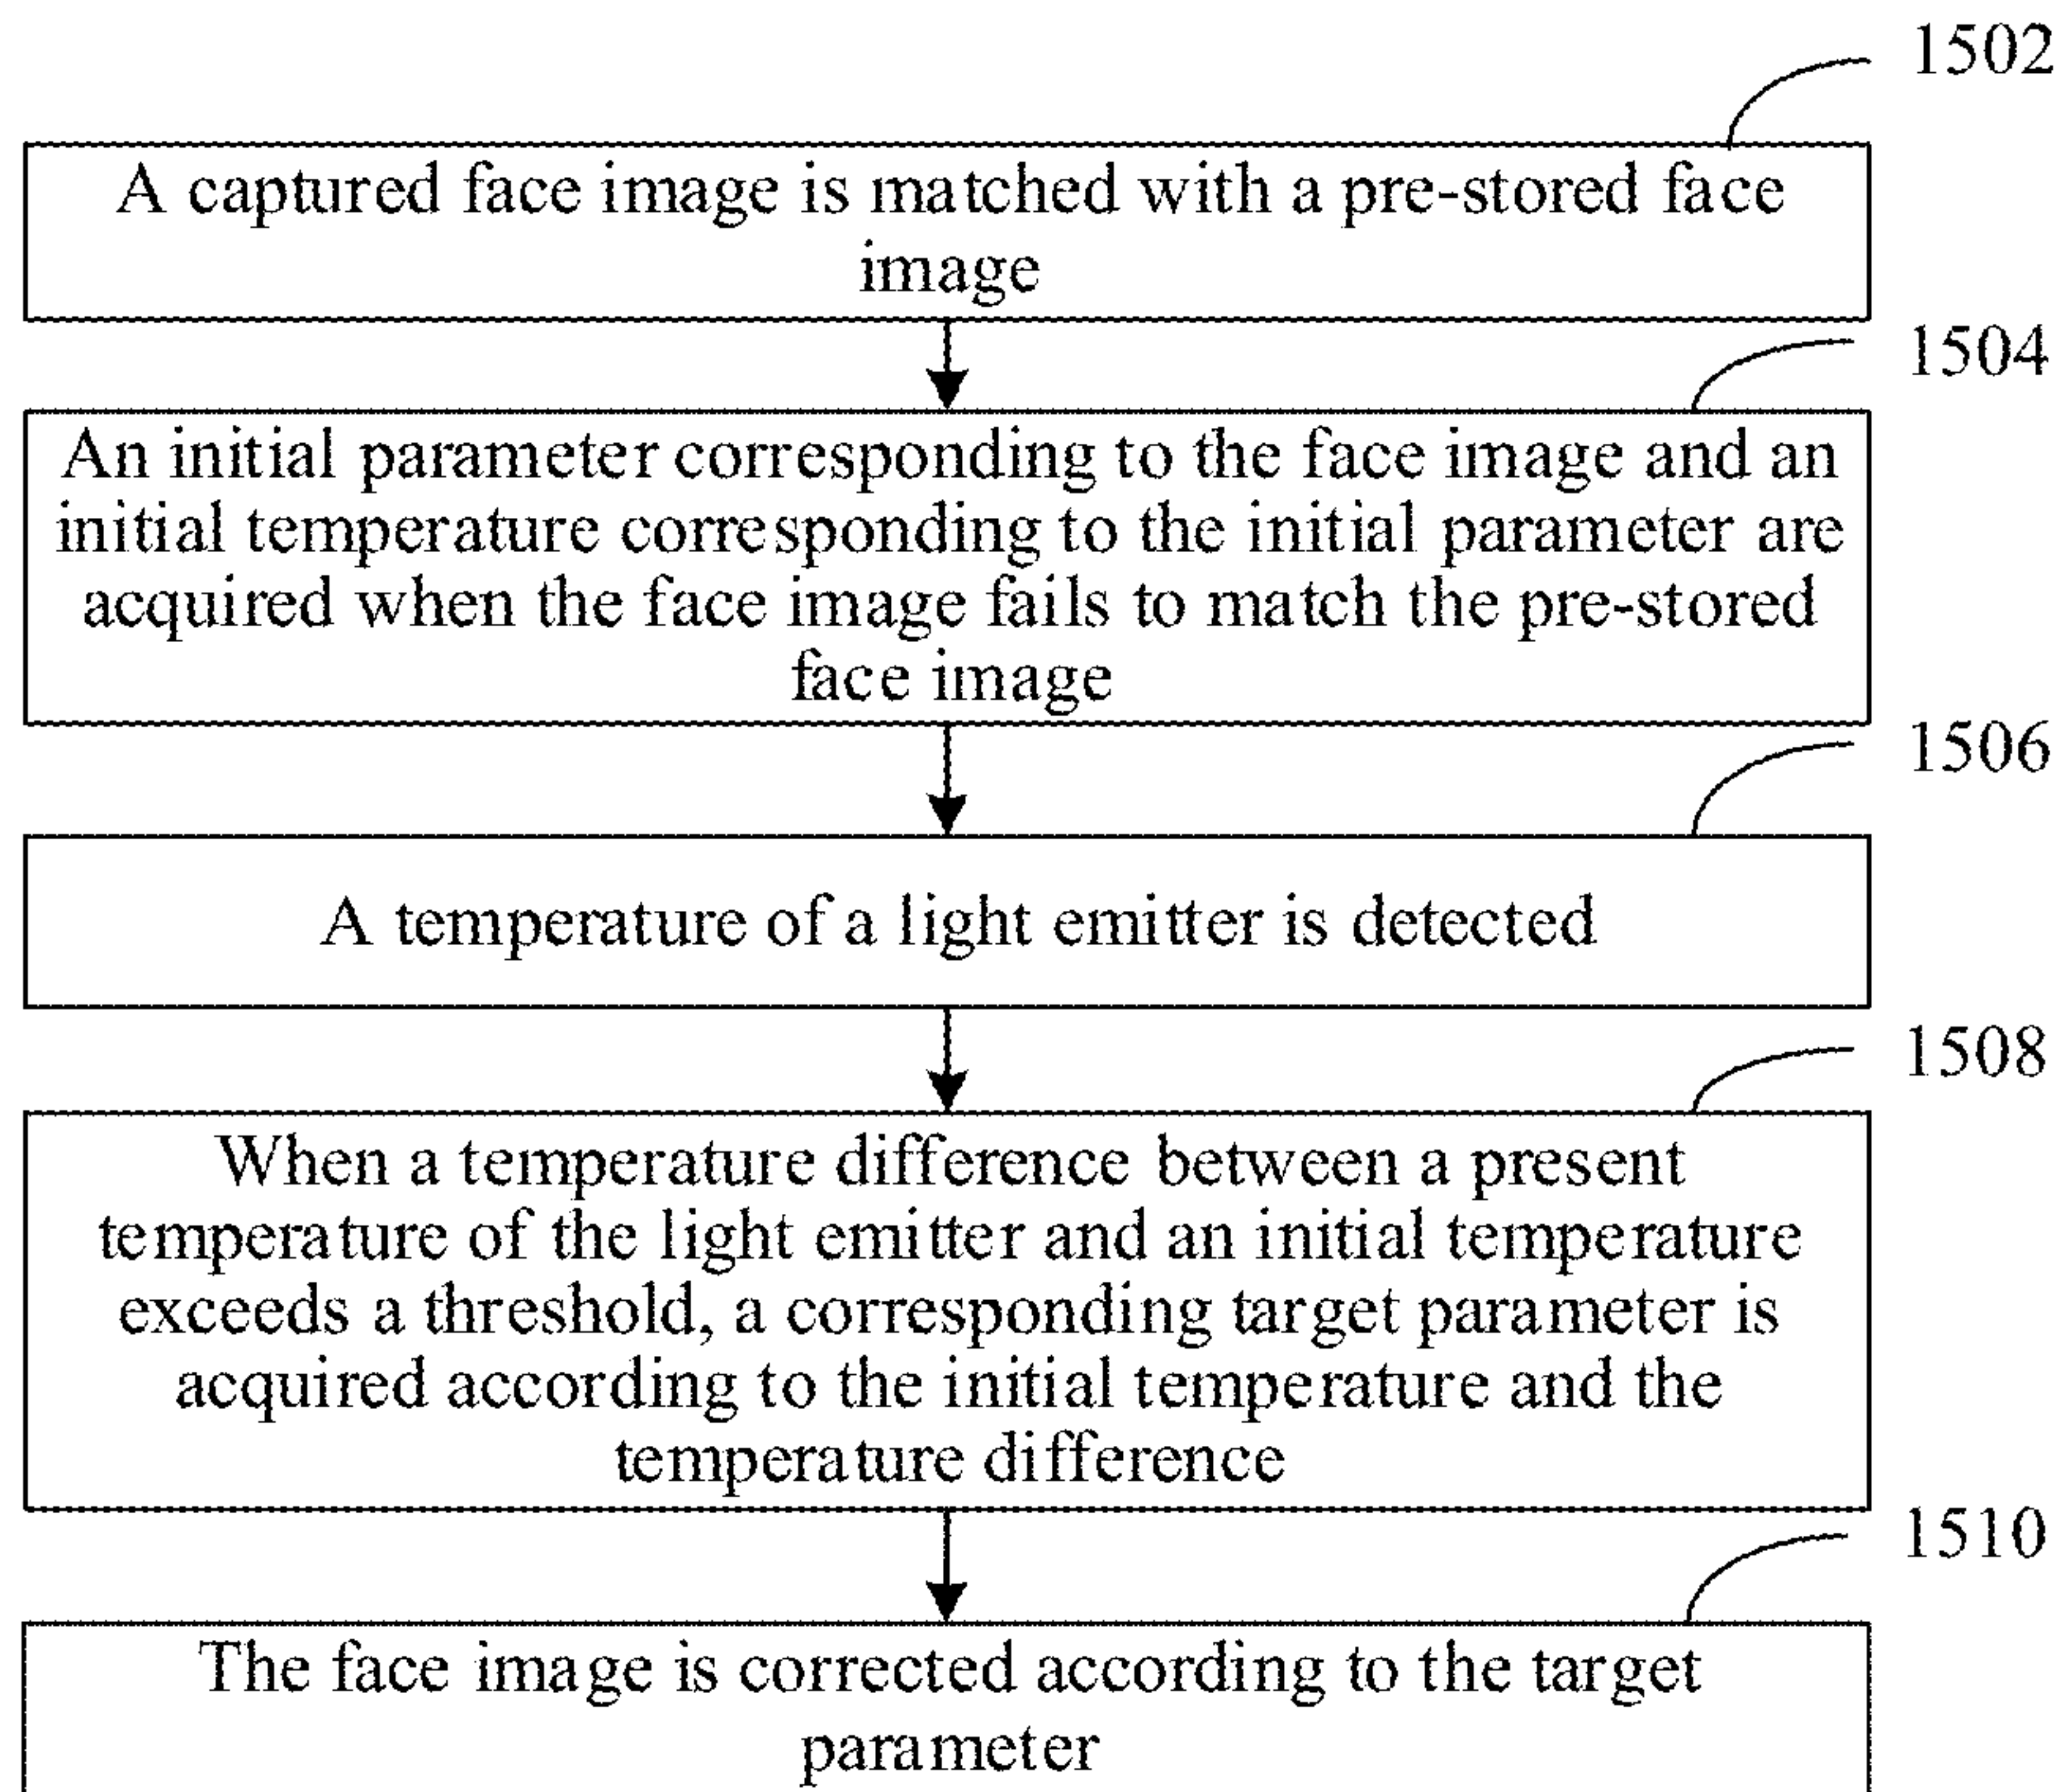 1502
A captured face image is matched with a pre-stored face
image
1504
An initial parameter corresponding to the face image and an
initial temperature corresponding to the initial parameter are
acquired when the face image fails to match the pre-stored
face image
1506
A temperature of a light emitter is detected
1508
When a temperature difference between a present
temperature of the light emitter and an initial temperature
exceeds a threshold, a corresponding target parameter is
acquired according to the initial temperature and the
temperature difference
1510
The face image is corrected according to the target
parameter